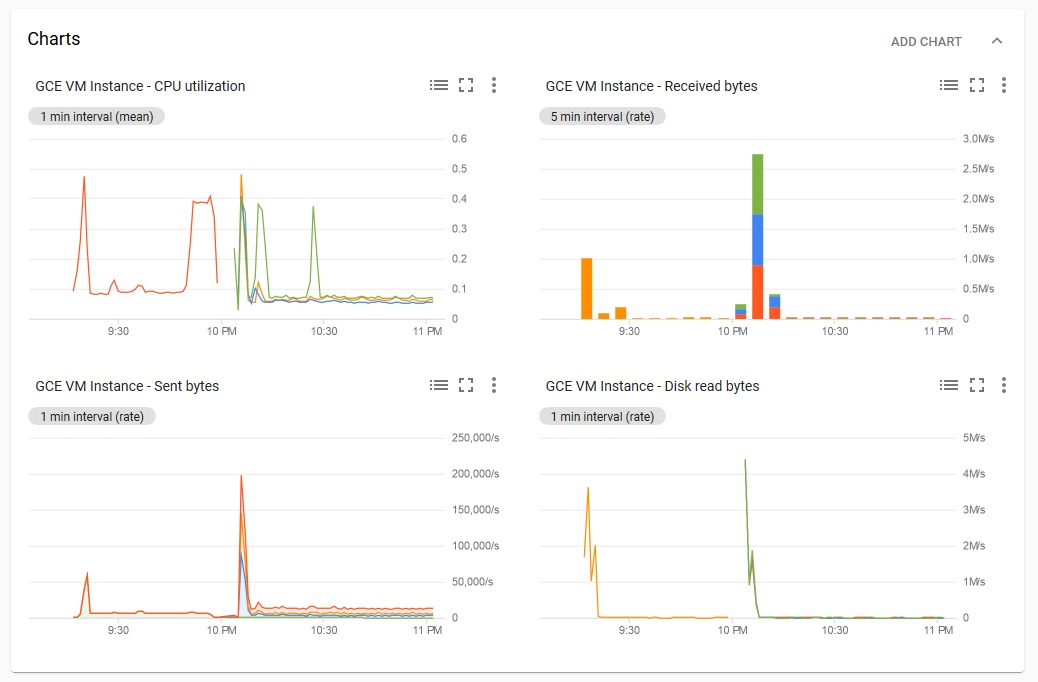 Charts
ADD CHART
GCE VM Instance - CPU utilization
1 min interval (mean)
0.6
0.5
0.4
0.3
0.2
0.1
0
9:30 10 PM 10:30 11 PM
GCE VM Instance - Received bytes
5 min interval (rate)
3.0M/s
2.5M/s
2.0M/s
1.5M/s
1.0M/s
0.5M/s
0
9:30 10 PM 10:30 11 PM
GCE VM Instance - Sent bytes
1 min interval (rate)
250,000/s
200,000/s
150,000/s
100,000/s
50,000/s
0
9:30 10 PM 10:30 11 PM
GCE VM Instance - Disk read bytes
1 min interval (rate)
5M/s
4M/s
3M/s
2M/s
1M/s
0
9:30 10 PM 10:30 11 PM